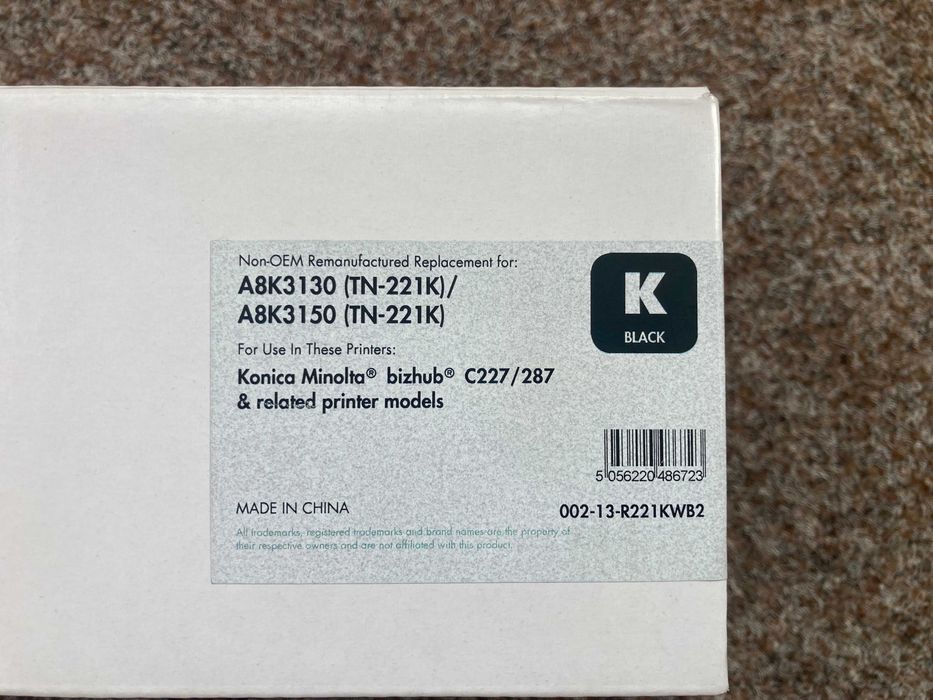 Non-OEM Remanufactured Replacement for:
A8K3130 (TN-221K)/
A8K3150 (TN-221K)
K
BLACK
For Use In These Printers:
Konica Minolta® bizhub® C227/287
& related printer models
5 056220 486723
MADE IN CHINA
002-13-R221KWB2
All trademarks, registered trademarks and brand names are the property of
their respective owners and are not affiliated with this product.